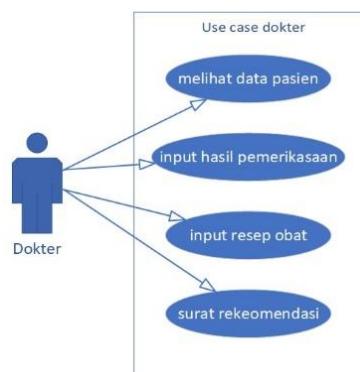 Use case dokter
melihat data pasien
input hasil pemerikasaan
Dokter
input resep obat
surat rekeomendasi